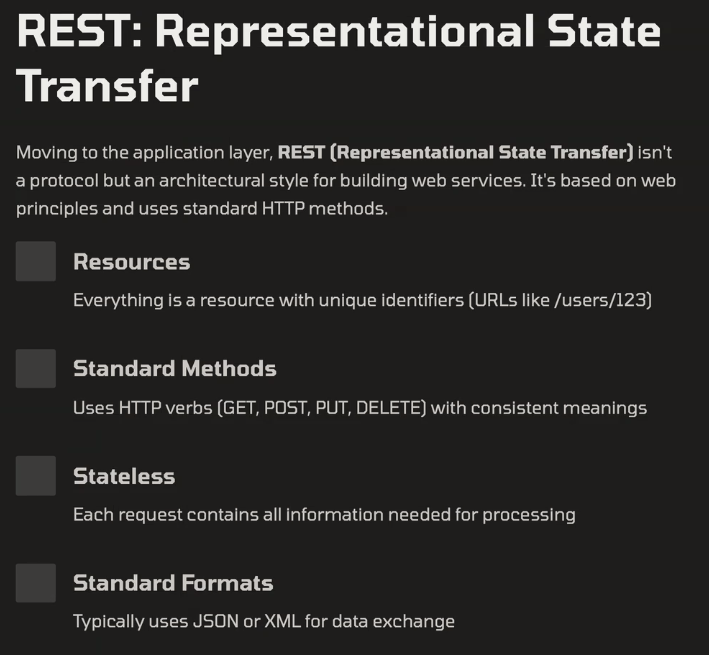 REST: Representational State
Transfer
Moving to the application layer, REST (Representational State Transfer) isn't
a protocol but an architectural style for building web services. It's based on web
principles and uses standard HTTP methods.
Resources
Everything is a resource with unique identifiers (URLs like /users/123)
Standard Methods
Uses HTTP verbs (GET, POST, PUT, DELETE) with consistent meanings
Stateless
Each request contains all information needed for processing
Standard Formats
Typically uses JSON or XML for data exchange